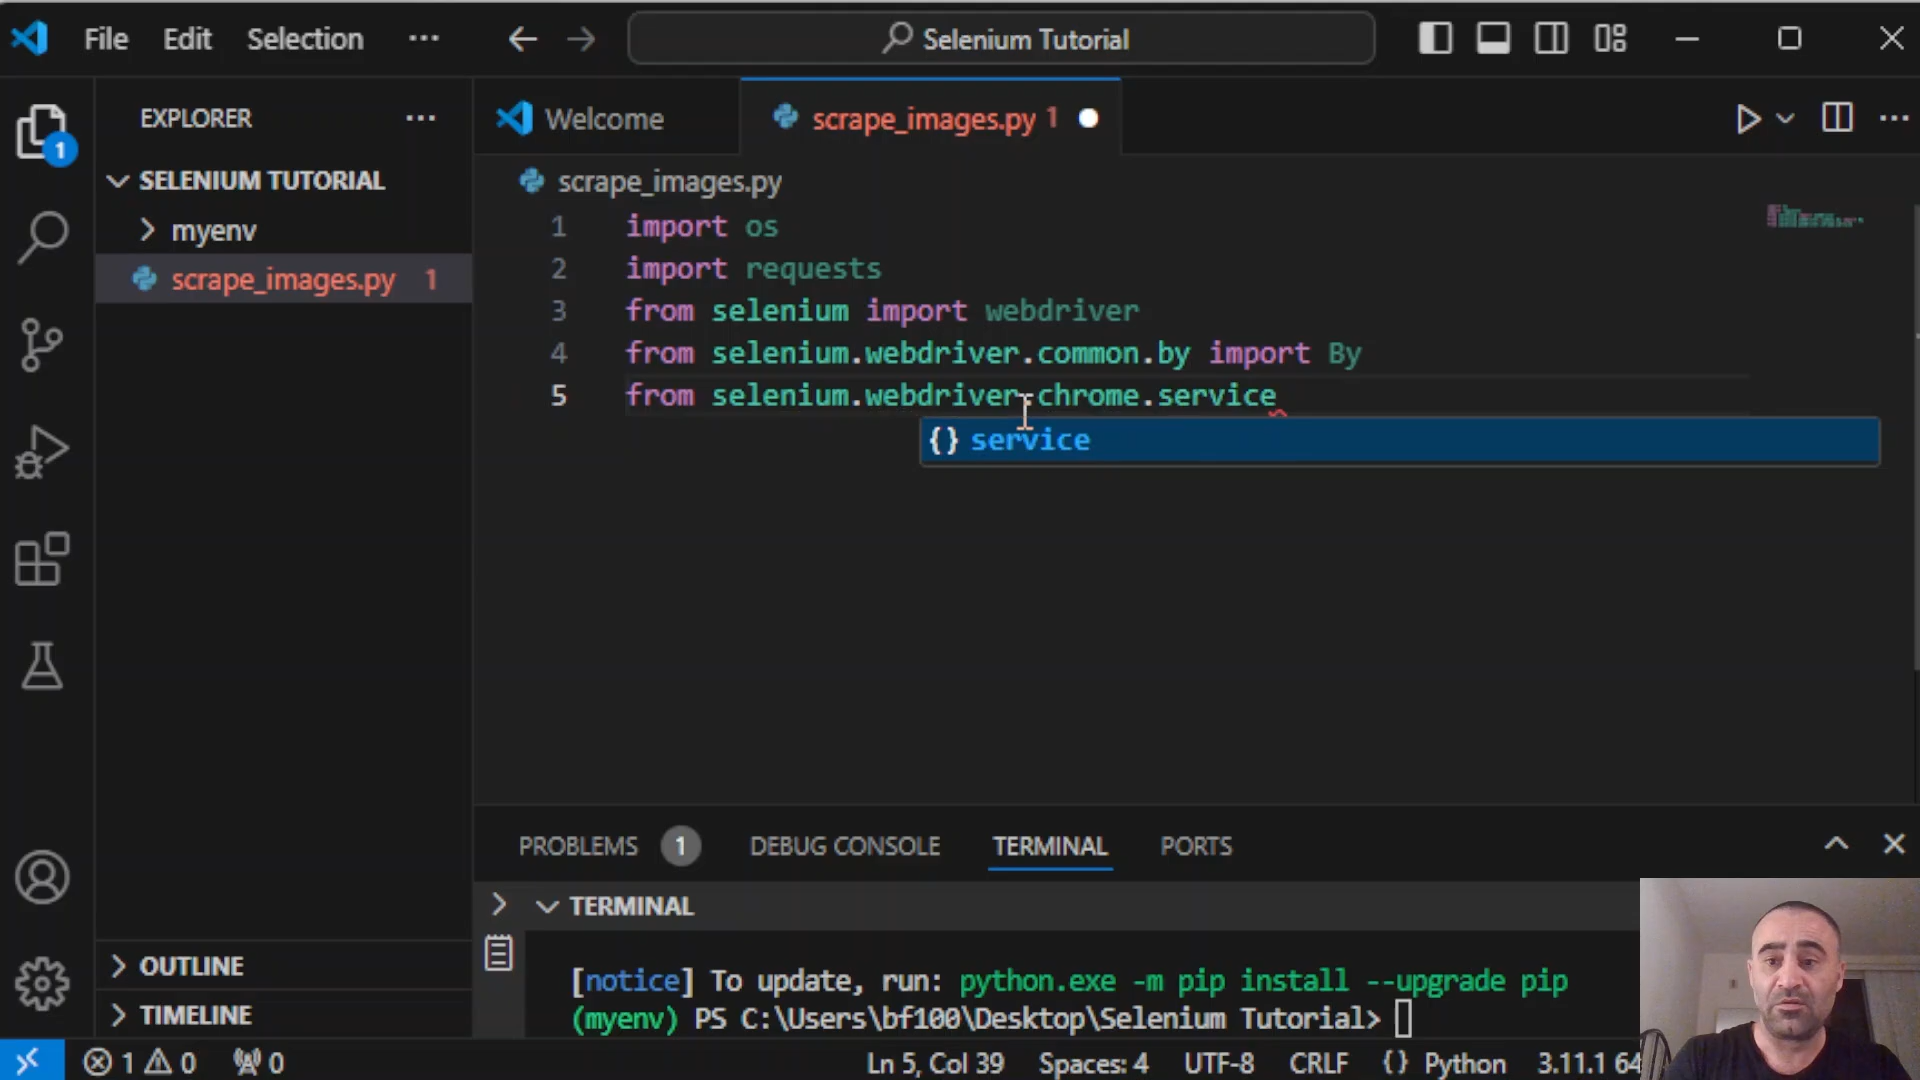 File Edit Selection ··· Selenium Tutorial
EXPLORER ···
1
SELENIUM TUTORIAL
myenv
scrape_images.py 1
Welcome
scrape_images.py 1
scrape_images.py
1 import os
2 import requests
3 from selenium import webdriver
4 from selenium.webdriver.common.by import By
5 from selenium.webdriver.chrome.service
{} service
PROBLEMS 1 DEBUG CONSOLE TERMINAL PORTS
TERMINAL
[notice] To update, run: python.exe -m pip install --upgrade pip
(myenv) PS C:\Users\bf100\Desktop\Selenium Tutorial>
OUTLINE
TIMELINE
1 0 0 Ln 5, Col 39 Spaces: 4 UTF-8 CRLF {} Python 3.11.1 64